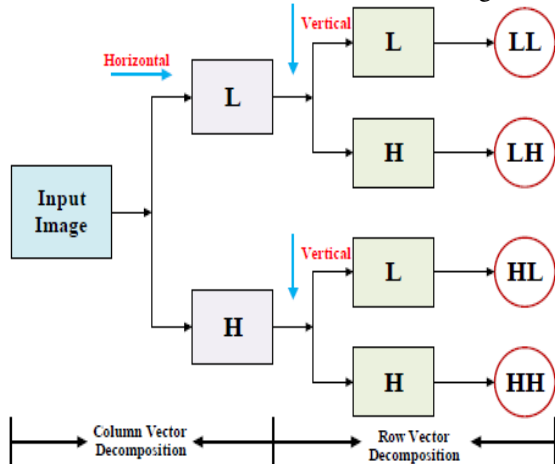 Vertical
L
LL
Horizontal
L
H
LH
Input
Image
Vertical
L
HL
H
H
HH
Column Vector
Decomposition
Row Vector
Decomposition